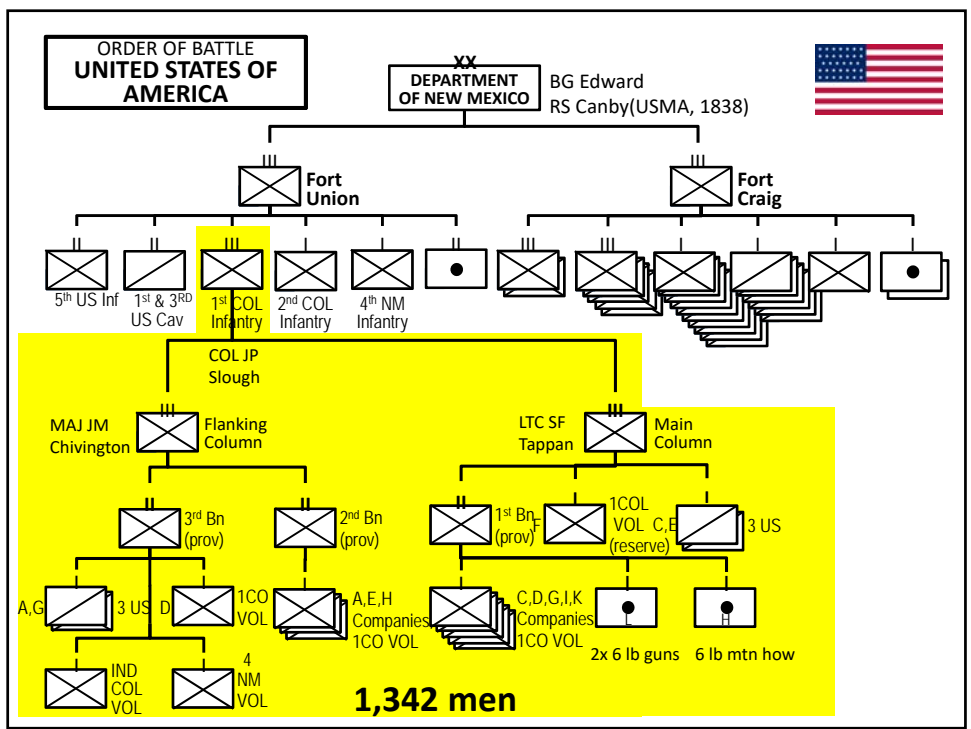 ORDER OF BATTLE
UNITED STATES OF
AMERICA
XX
DEPARTMENT
OF NEW MEXICO
BG Edward
RS Canby(USMA, 1838)
III
Fort
Union
III
Fort
Craig
II
5th US Inf
II
1st & 3RD
US Cav
III
1st COL
Infantry
I
2nd COL
Infantry
I
4th NM
Infantry
II
III
III
I
I
I
I
COL JP
Slough
MAJ JM
Chivington
III
Flanking
Column
LTC SF
Tappan
III
Main
Column
II
3rd Bn
(prov)
II
2nd Bn
(prov)
II
1st Bn
(prov)
F
I
1COL
VOL
(reserve)
C,E
I
3 US
A,G
I
3 US
D
I
1CO
VOL
I
A,E,H
Companies
1CO VOL
I
C,D,G,I,K
Companies
1CO VOL
I
L
2x 6 lb guns
I
H
6 lb mtn how
I
IND
COL
VOL
I
4
NM
VOL
1,342 men